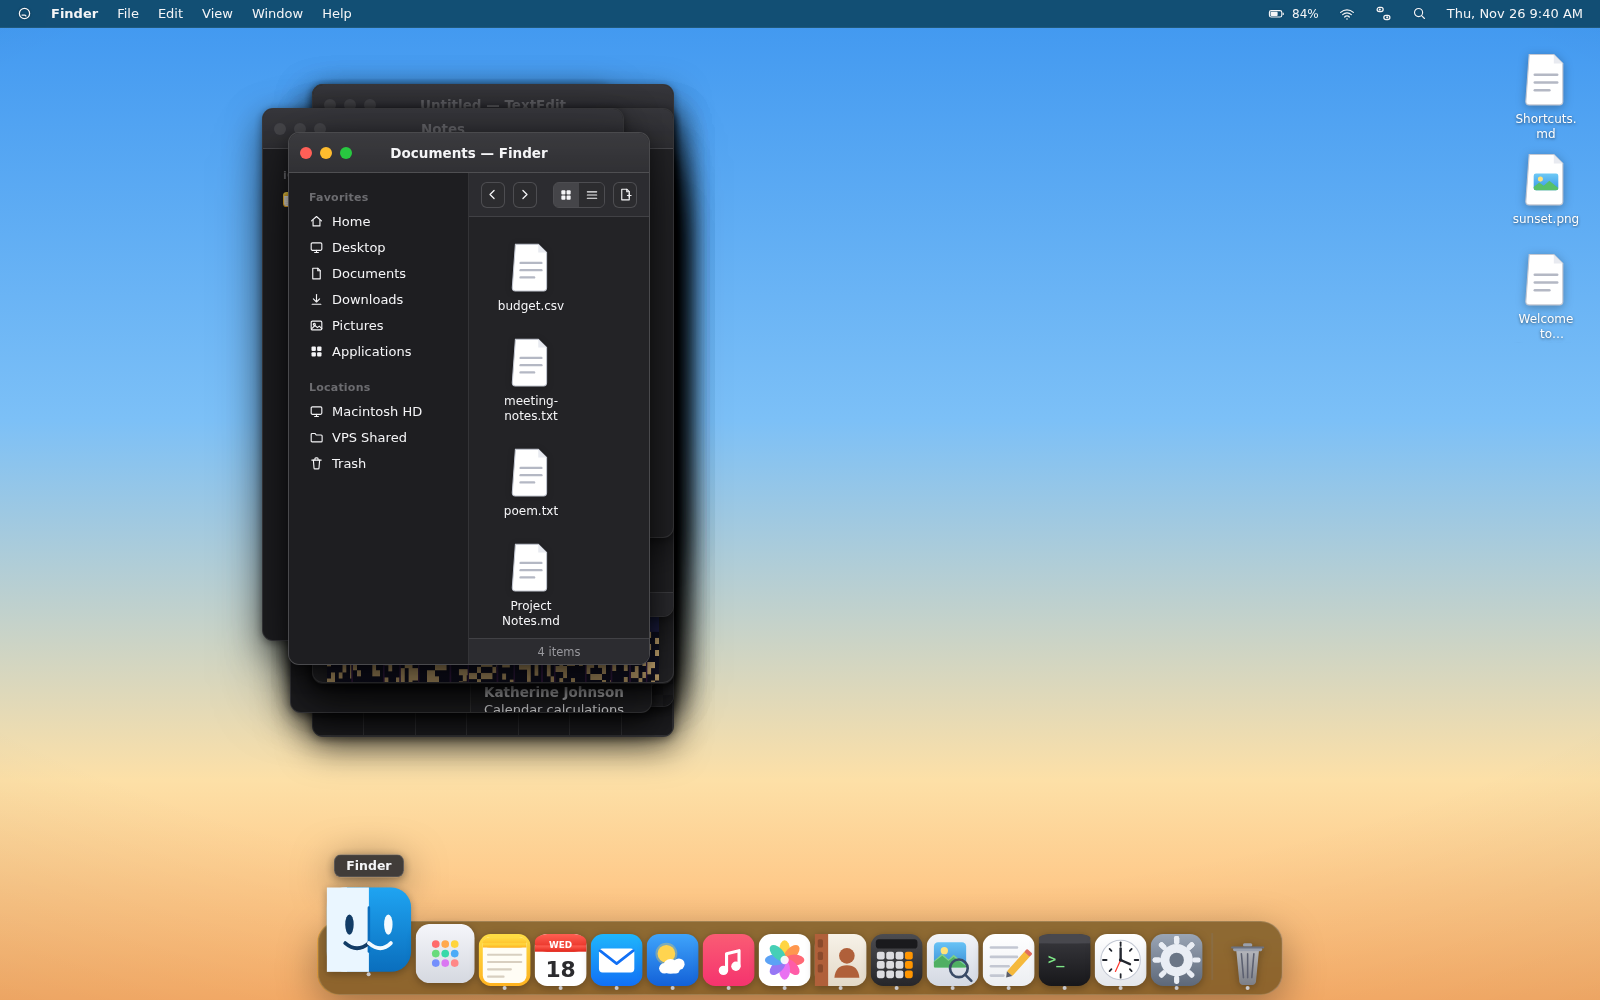 Finder File Edit View Window Help 84% Thu, Nov 26 9:40 AM
Untitled — TextEdit
Notes
Documents — Finder
Favorites
Home
Desktop
Documents
Downloads
Pictures
Applications
Locations
Macintosh HD
VPS Shared
Trash
budget.csv
meeting-
notes.txt
poem.txt
Project
Notes.md
4 items
Katherine Johnson
Calendar calculations
Shortcuts.
md
sunset.png
Welcome
to...
Finder
WED
18
>_